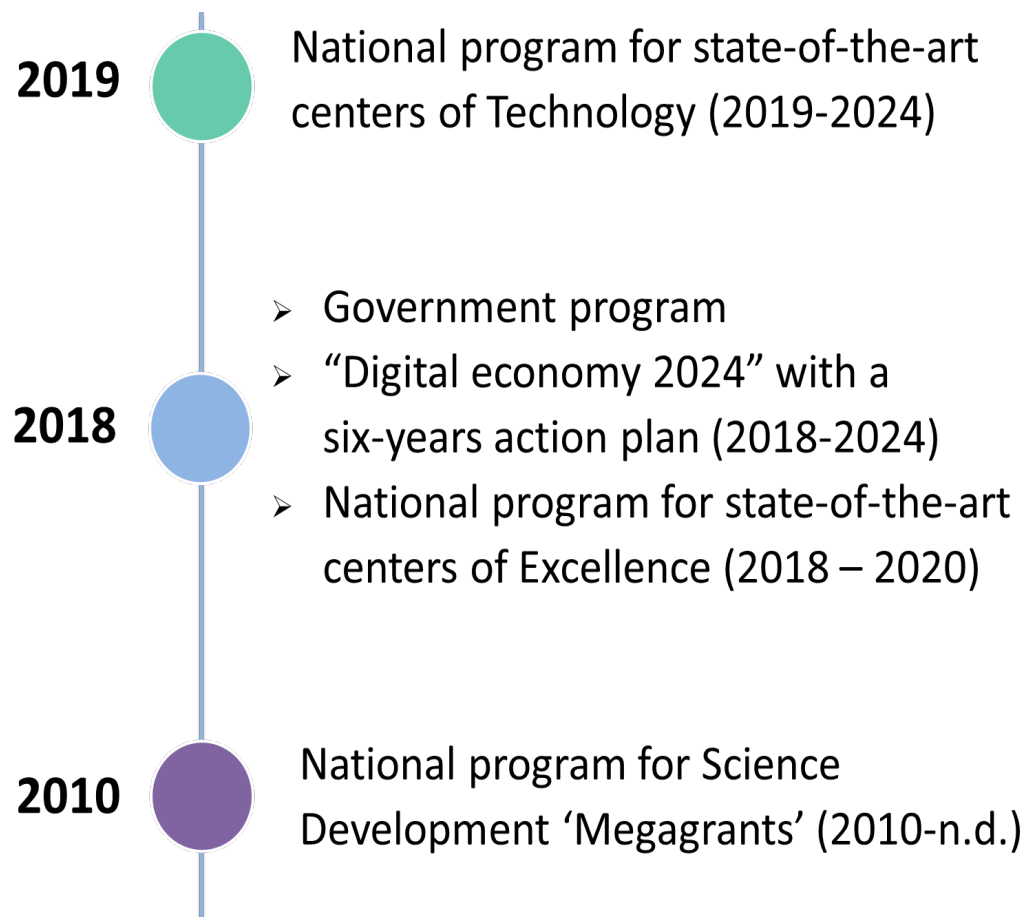 2019
National program for state-of-the-art
centers of Technology (2019-2024)
2018
➢ Government program
➢ “Digital economy 2024” with a
six-years action plan (2018-2024)
➢ National program for state-of-the-art
centers of Excellence (2018 – 2020)
2010
National program for Science
Development ‘Megagrants’ (2010-n.d.)